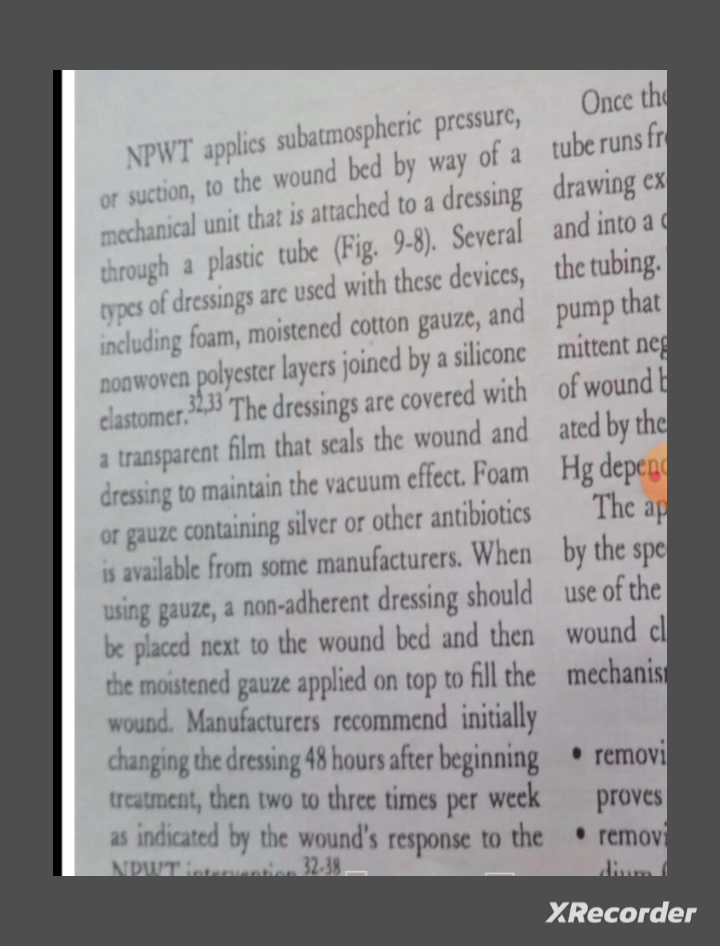 NPWT applies subatmospheric pressure,
or suction, to the wound bed by way of a
mechanical unit that is attached to a dressing
through a plastic tube (Fig. 9-8). Several
types of dressings are used with these devices,
including foam, moistened cotton gauze, and
nonwoven polyester layers joined by a silicone
elastomer.32,33 The dressings are covered with
a transparent film that seals the wound and
dressing to maintain the vacuum effect. Foam
or gauze containing silver or other antibiotics
is available from some manufacturers. When
using gauze, a non-adherent dressing should
be placed next to the wound bed and then
the moistened gauze applied on top to fill the
wound. Manufacturers recommend initially
changing the dressing 48 hours after beginning
treatment, then two to three times per week
as indicated by the wound's response to the
NPWT intervention.32-38
Once the
tube runs fr
drawing ex
and into a
the tubing.
pump that
mittent neg
of wound b
ated by the
Hg depend
The ap
by the spe
use of the
wound cl
mechanis
• removi
proves
• removi
XRecorder